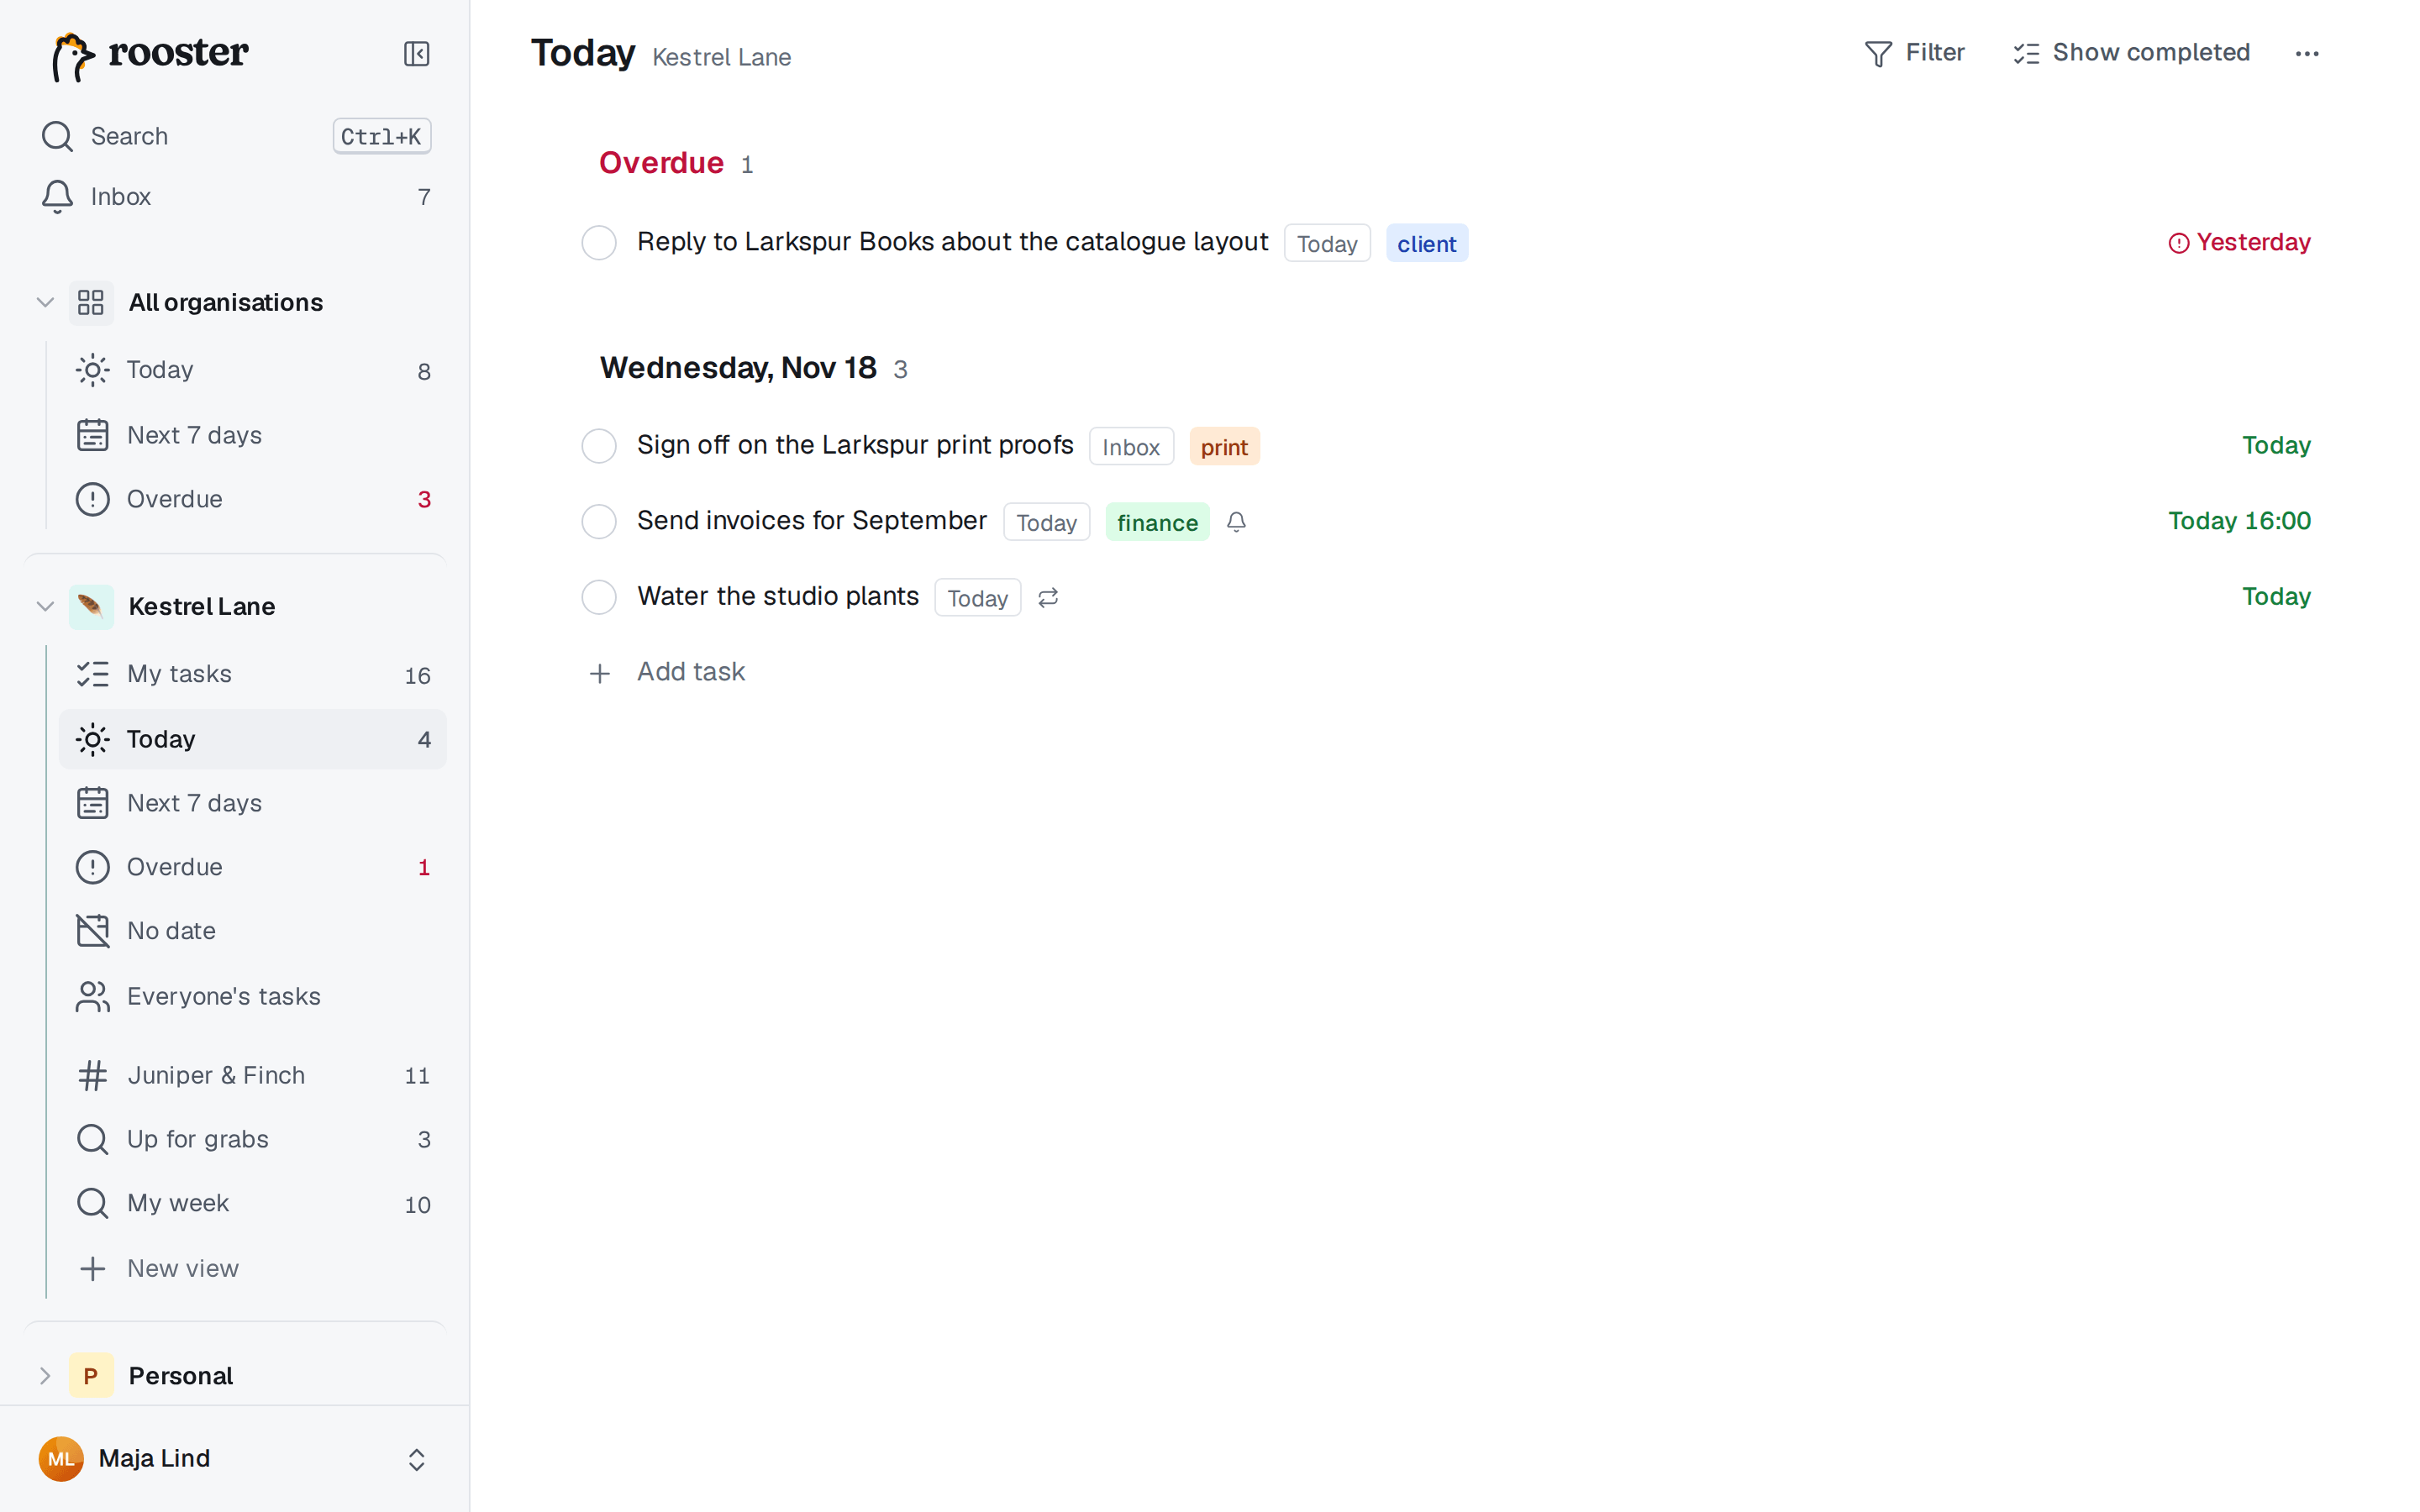 rooster
Search Ctrl+K
Inbox 7
All organisations
Today 8
Next 7 days
Overdue 3
Kestrel Lane
My tasks 16
Today 4
Next 7 days
Overdue 1
No date
Everyone's tasks
Juniper & Finch 11
Up for grabs 3
My week 10
New view
P Personal
ML Maja Lind
Today Kestrel Lane
Filter Show completed
Overdue 1
Reply to Larkspur Books about the catalogue layout Today client Yesterday
Wednesday, Nov 18 3
Sign off on the Larkspur print proofs Inbox print Today
Send invoices for September Today finance Today 16:00
Water the studio plants Today Today
Add task